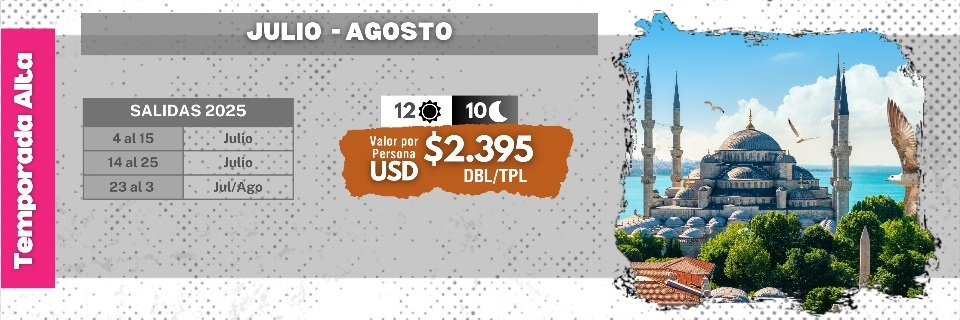 Temporada Alta
JULIO - AGOSTO
SALIDAS 2025
4 al 15 Julio
14 al 25 Julio
23 al 3 Jul/Ago
12 10
Valor por
Persona
USD
$2.395
DBL/TPL